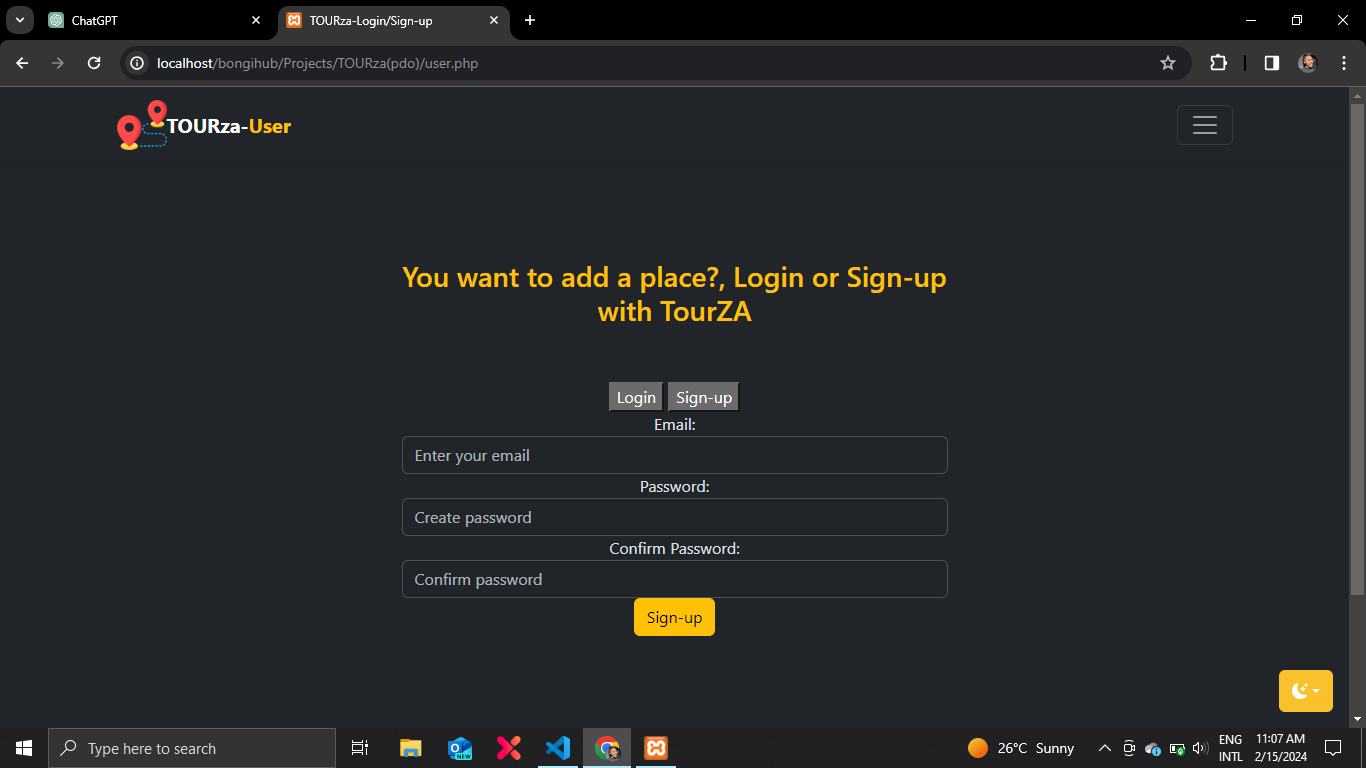 ChatGPT
TOURza-Login/Sign-up
localhost/bongihub/Projects/TOURza(pdo)/user.php
TOURza-User
You want to add a place?, Login or Sign-up
with TourZA
Login Sign-up
Email:
Enter your email
Password:
Create password
Confirm Password:
Confirm password
Sign-up
Type here to search
NEW
26°C Sunny
ENG
INTL
11:07 AM
2/15/2024